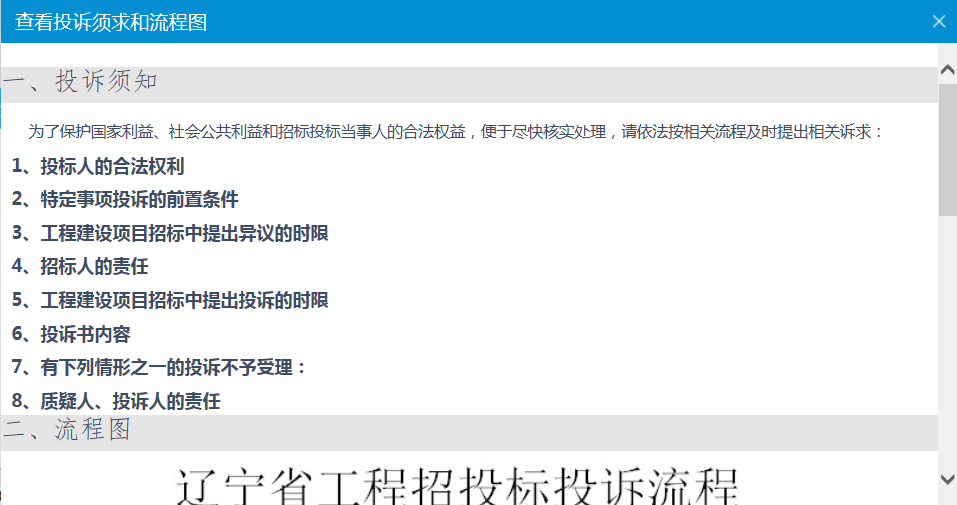 查看投诉须求和流程图
一、投诉须知
为了保护国家利益、社会公共利益和招标投标当事人的合法权益，便于尽快核实处理，请依法按相关流程及时提出相关诉求：
1、投标人的合法权利
2、特定事项投诉的前置条件
3、工程建设项目招标中提出异议的时限
4、招标人的责任
5、工程建设项目招标中提出投诉的时限
6、投诉书内容
7、有下列情形之一的投诉不予受理：
8、质疑人、投诉人的责任
二、流程图
辽宁省工程招投标投诉流程